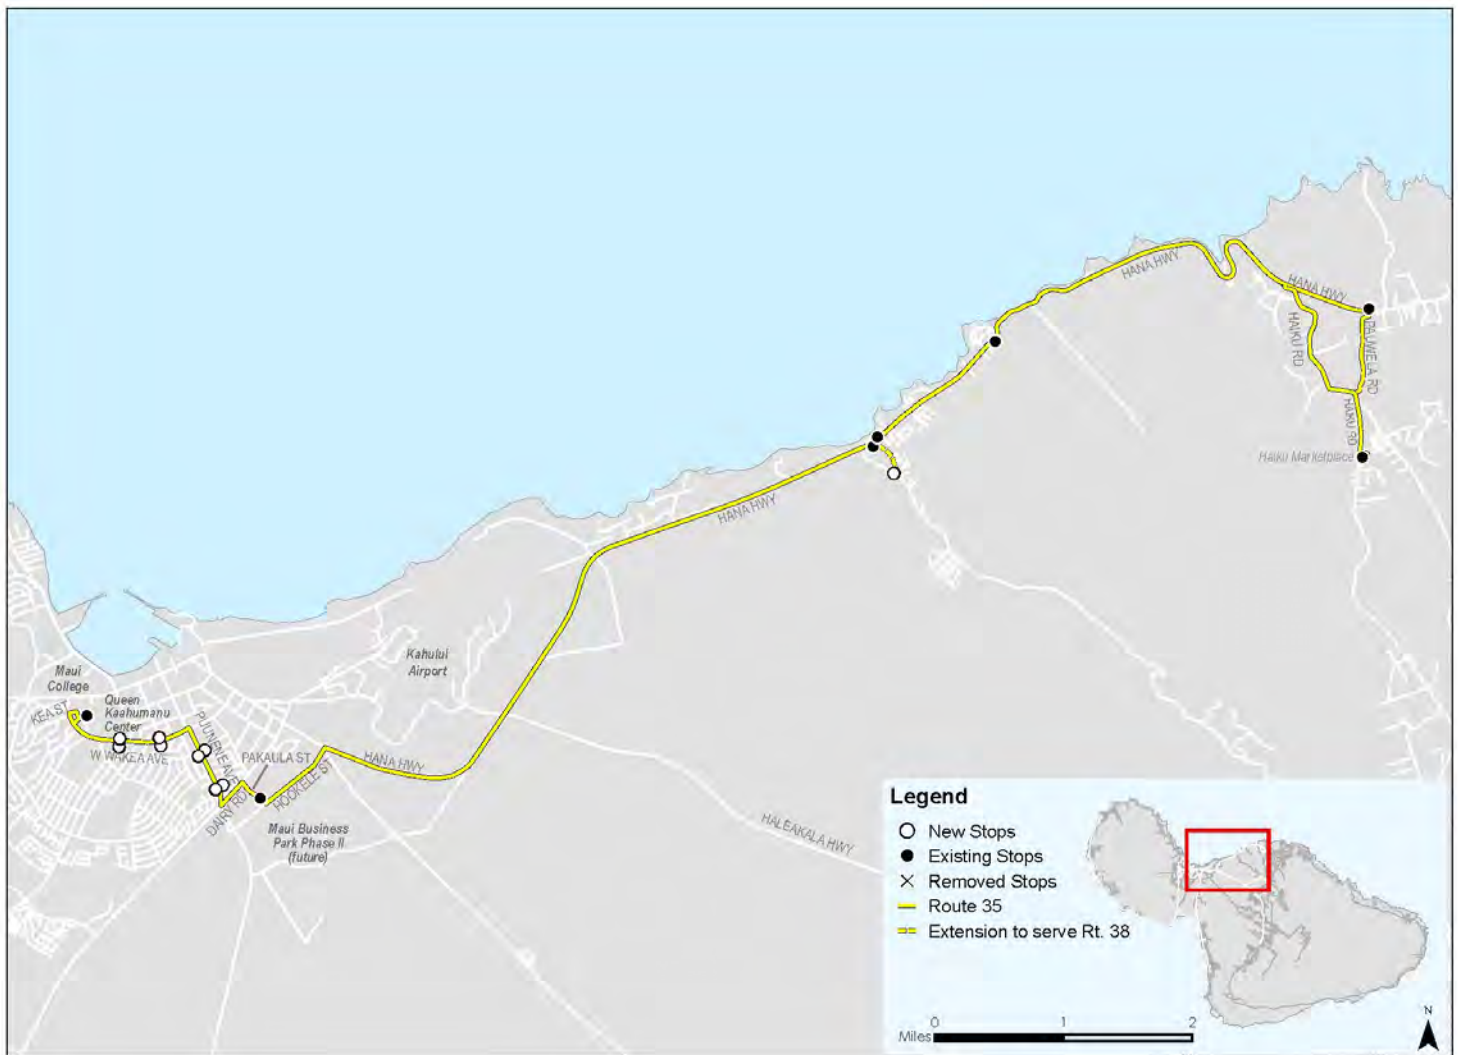 HANA HWY
HANA HWY
HAIKU RD
PAUWELA RD
HAIKU RD
Haiku Marketplace
HANA HWY
Kahului
Airport
Maui
College
Queen
Kaahumanu
Center
KEA ST
W WAKEA AVE
PUUNENE AVE
PAKAULA ST
HANA HWY
HOOKELE ST
DAIRY RD
Maui Business
Park Phase II
(future)
HALEAKALA HWY
Legend
New Stops
Existing Stops
Removed Stops
Route 35
Extension to serve Rt. 38
0 1 2
Miles
N